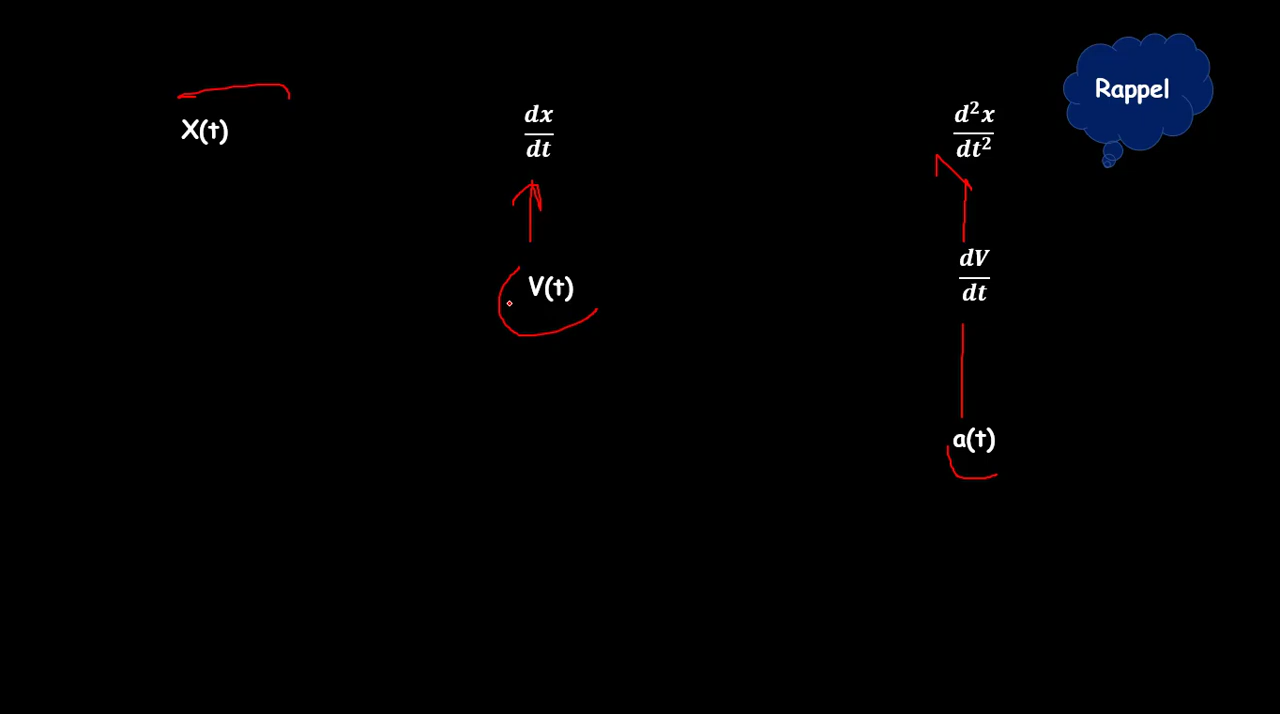 Rappel
X(t)
dx/dt
d²x/dt²
V(t)
dV/dt
a(t)